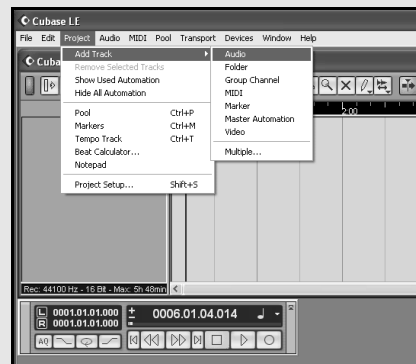 Cubase LE
File Edit Project Audio MIDI Pool Transport Devices Window Help
Add Track
Remove Selected Tracks
Show Used Automation
Hide All Automation
Pool Ctrl+P
Markers Ctrl+M
Tempo Track Ctrl+T
Beat Calculator...
Notepad
Project Setup... Shift+S
Audio
Folder
Group Channel
MIDI
Marker
Master Automation
Video
Multiple...
Cuba
2:00
Rec: 44100 Hz - 16 Bit - Max: 5h 48min
L 0001.01.01.000
R 0001.01.01.000
0006.01.04.014
AQ